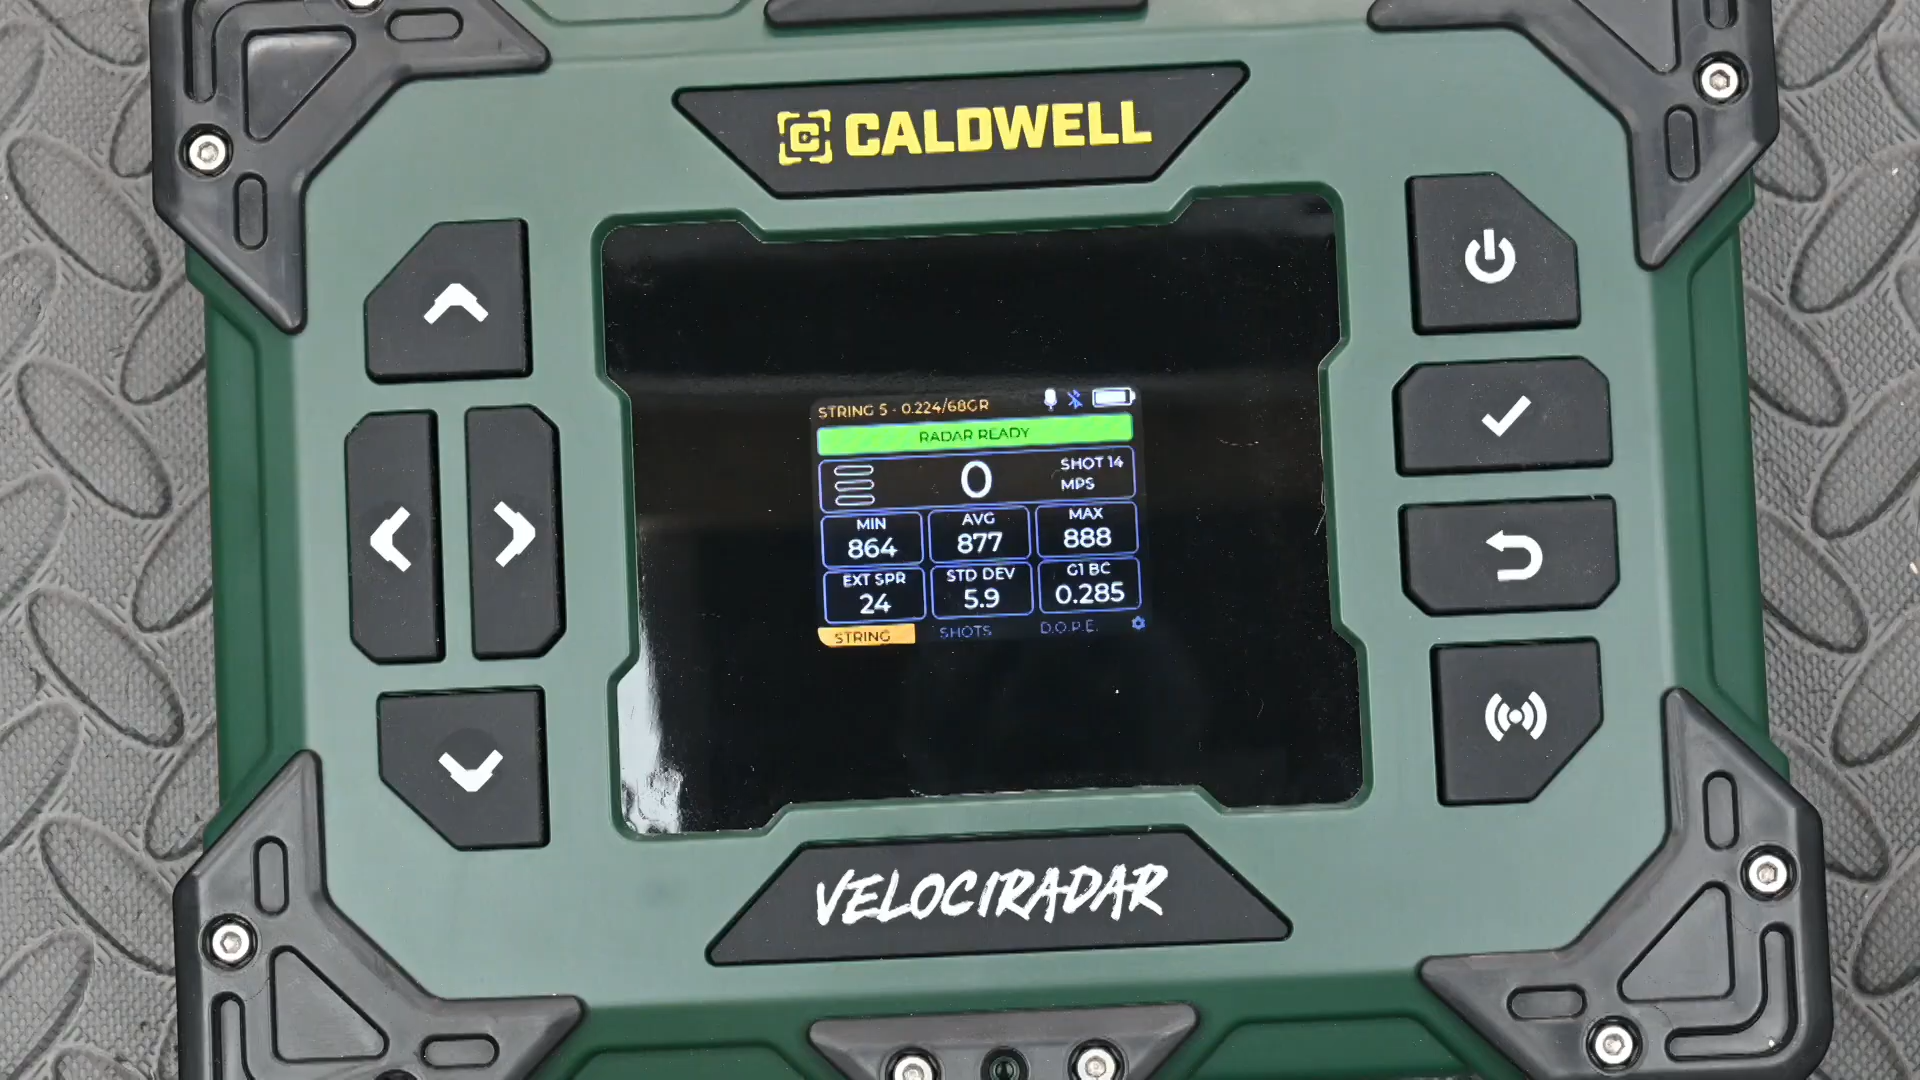 CALDWELL
STRING 5 - 0.224/68GR
RADAR READY
0
SHOT 14
MPS
MIN
864
AVG
877
MAX
888
EXT SPR
24
STD DEV
5.9
G1 BC
0.285
STRING
SHOTS
D.O.P.E.
VELOCIRADAR